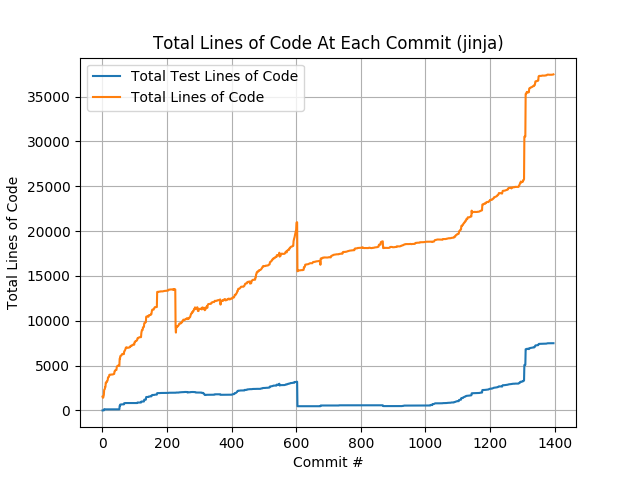 Total Lines of Code At Each Commit (jinja)
Total Test Lines of Code
Total Lines of Code
Total Lines of Code
35000
30000
25000
20000
15000
10000
5000
0
0 200 400 600 800 1000 1200 1400
Commit #